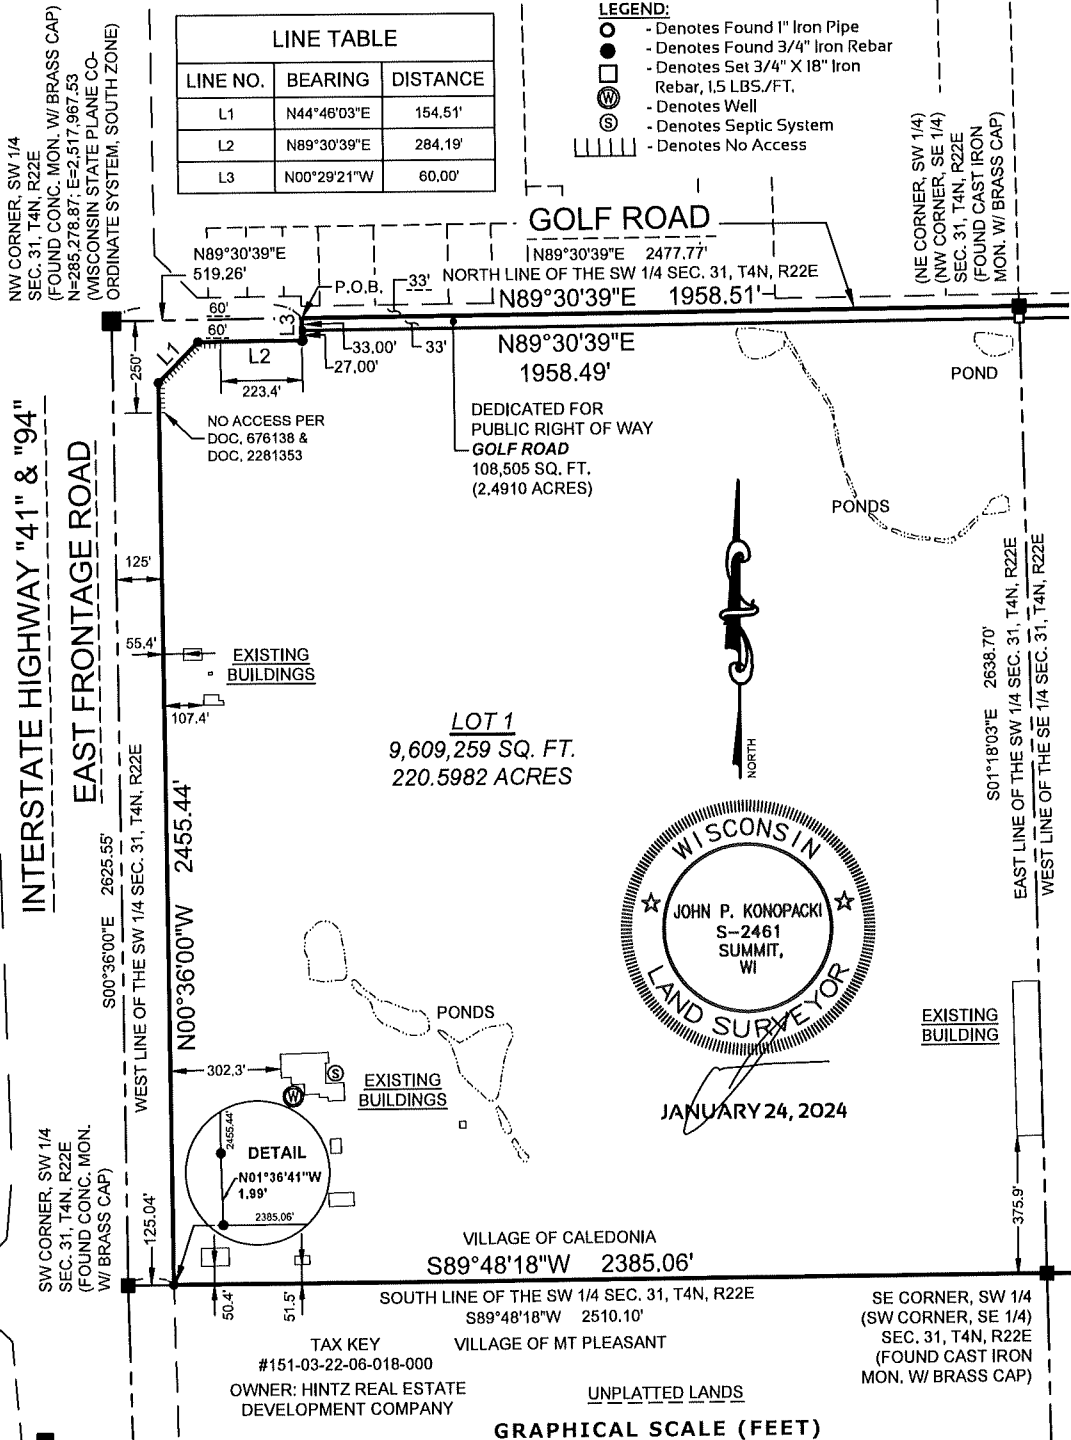 LEGEND:
- Denotes Found 1" Iron Pipe
- Denotes Found 3/4" Iron Rebar
- Denotes Set 3/4" X 18" Iron
Rebar, 1.5 LBS./FT.
W - Denotes Well
S - Denotes Septic System
- Denotes No Access
LINE TABLE
LINE NO. BEARING DISTANCE
L1 N44°46'03"E 154.51'
L2 N89°30'39"E 284.19'
L3 N00°29'21"W 60.00'
NW CORNER, SW 1/4
SEC. 31, T4N, R22E
(FOUND CONC. MON. W/ BRASS CAP)
N=285,278.87; E=2,517,967.53
(WISCONSIN STATE PLANE CO-
ORDINATE SYSTEM, SOUTH ZONE)
(NE CORNER, SW 1/4)
(NW CORNER, SE 1/4)
SEC. 31, T4N, R22E
(FOUND CAST IRON
MON. W/ BRASS CAP)
GOLF ROAD
N89°30'39"E
519.26'
N89°30'39"E 2477.77'
NORTH LINE OF THE SW 1/4 SEC. 31, T4N, R22E
P.O.B.
33'
N89°30'39"E 1958.51'
60'
60'
L3
33.00'
33'
27.00'
N89°30'39"E
1958.49'
L1
L2
250'
223.4'
POND
NO ACCESS PER
DOC. 676138 &
DOC. 2281353
DEDICATED FOR
PUBLIC RIGHT OF WAY
GOLF ROAD
108,505 SQ. FT.
(2.4910 ACRES)
PONDS
INTERSTATE HIGHWAY "41" & "94"
EAST FRONTAGE ROAD
125'
55.4'
EXISTING
BUILDINGS
107.4'
LOT 1
9,609,259 SQ. FT.
220.5982 ACRES
NORTH
S01°18'03"E 2638.70'
EAST LINE OF THE SW 1/4 SEC. 31, T4N, R22E
WEST LINE OF THE SE 1/4 SEC. 31, T4N, R22E
S00°36'00"E 2625.55'
WEST LINE OF THE SW 1/4 SEC. 31, T4N, R22E
N00°36'00"W 2455.44'
WISCONSIN
JOHN P. KONOPACKI
S-2461
SUMMIT,
WI
LAND SURVEYOR
JANUARY 24, 2024
PONDS
EXISTING
BUILDING
302.3'
S
W
EXISTING
BUILDINGS
2455.44'
DETAIL
N01°36'41"W
1.99'
2385.06'
375.9'
SW CORNER, SW 1/4
SEC. 31, T4N, R22E
(FOUND CONC. MON.
W/ BRASS CAP)
125.04'
50.4'
51.5'
VILLAGE OF CALEDONIA
S89°48'18"W 2385.06'
SOUTH LINE OF THE SW 1/4 SEC. 31, T4N, R22E
S89°48'18"W 2510.10'
VILLAGE OF MT PLEASANT
SE CORNER, SW 1/4
(SW CORNER, SE 1/4)
SEC. 31, T4N, R22E
(FOUND CAST IRON
MON. W/ BRASS CAP)
TAX KEY
#151-03-22-06-018-000
OWNER: HINTZ REAL ESTATE
DEVELOPMENT COMPANY
UNPLATTED LANDS
GRAPHICAL SCALE (FEET)